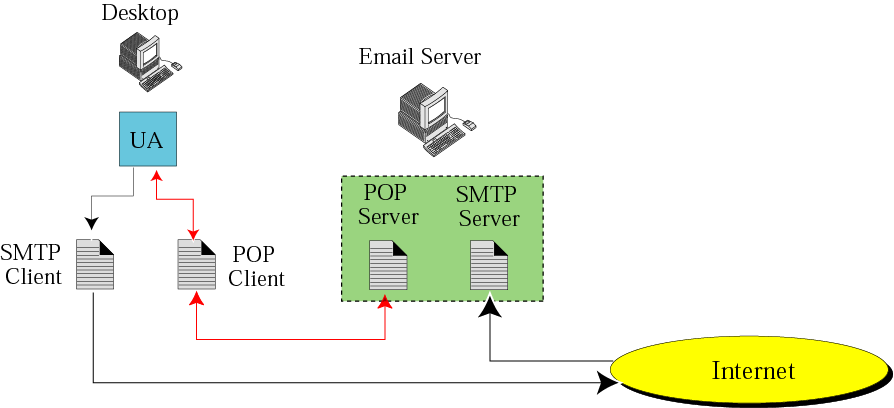 Desktop
Email Server
UA
POP
Server
SMTP
Server
SMTP
Client
POP
Client
Internet